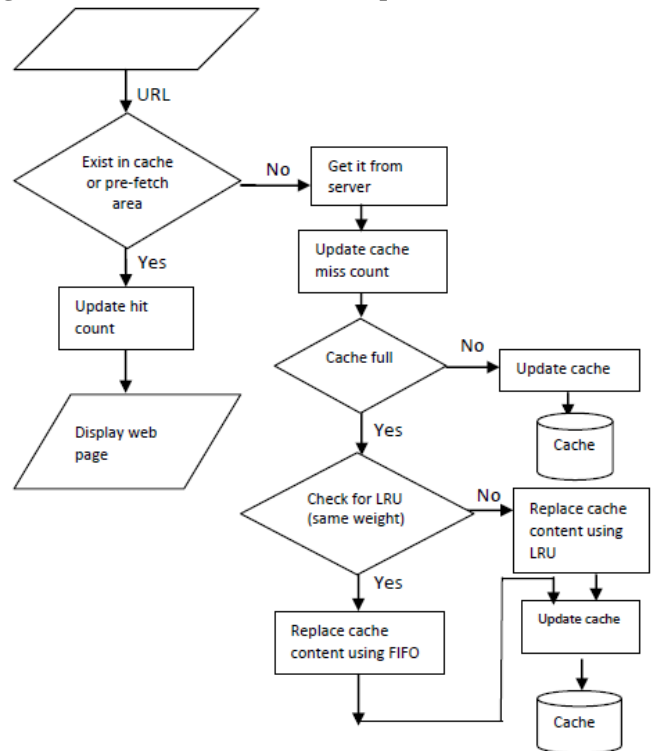 URL
Exist in cache
or pre-fetch
area
No
Get it from
server
Yes
Update cache
miss count
Update hit
count
Cache full
No
Update cache
Display web
page
Yes
Cache
Check for LRU
(same weight)
No
Replace cache
content using
LRU
Yes
Replace cache
content using FIFO
Update cache
Cache